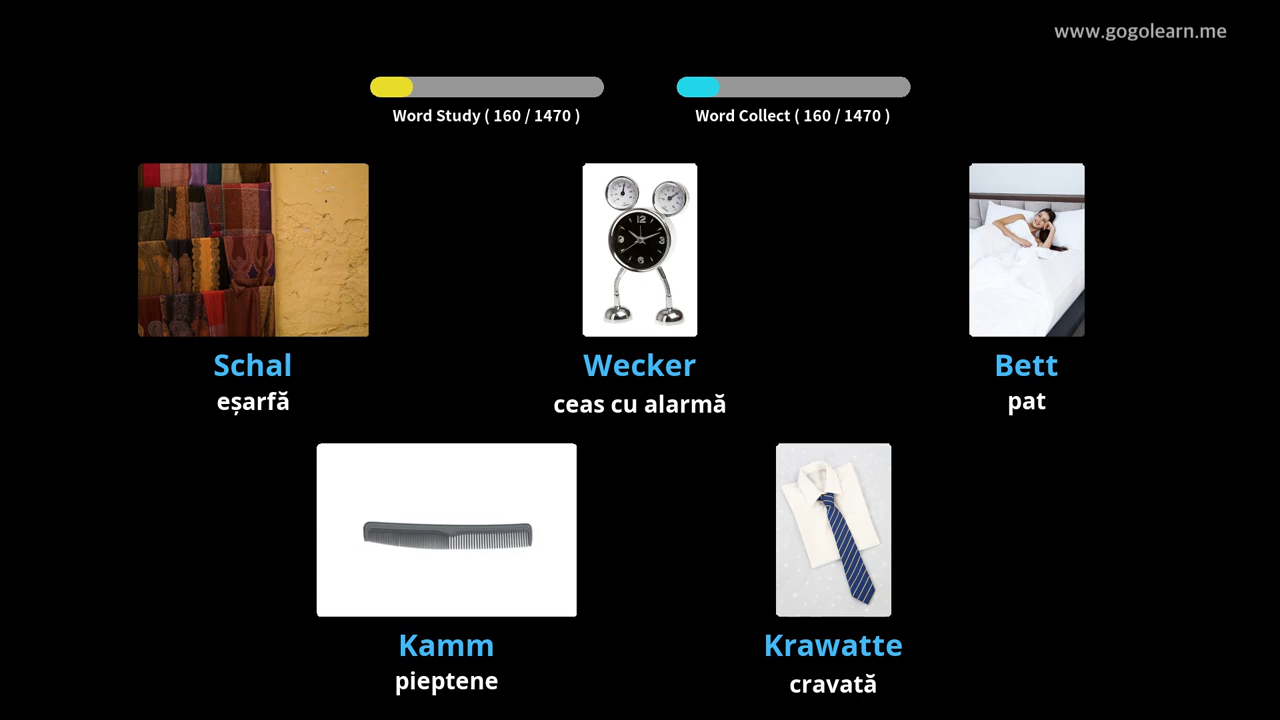 www.gogolearn.me
Word Study ( 160 / 1470 )
Word Collect ( 160 / 1470 )
Schal
eșarfă
Wecker
ceas cu alarmă
Bett
pat
Kamm
pieptene
Krawatte
cravată